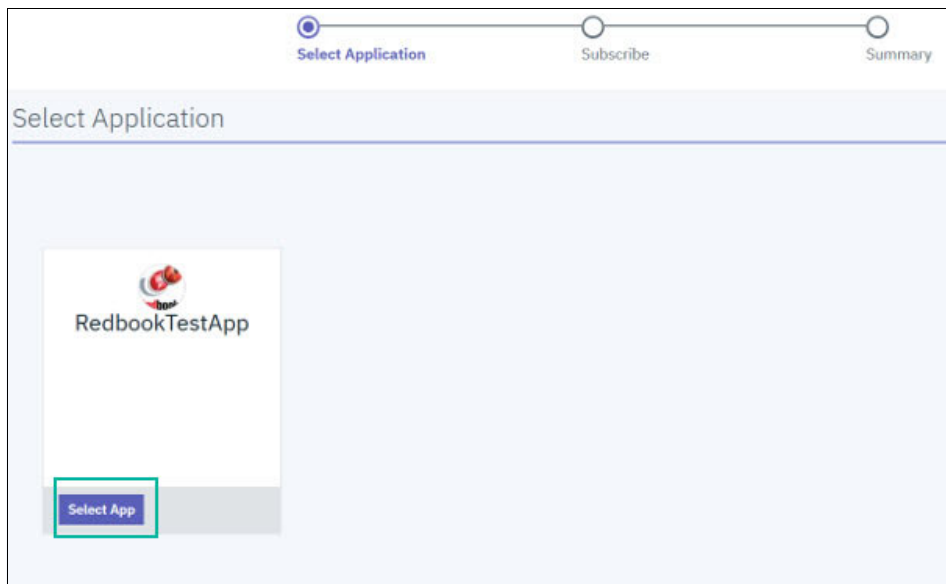 Select Application
Subscribe
Summary
Select Application
RedbookTestApp
Select App